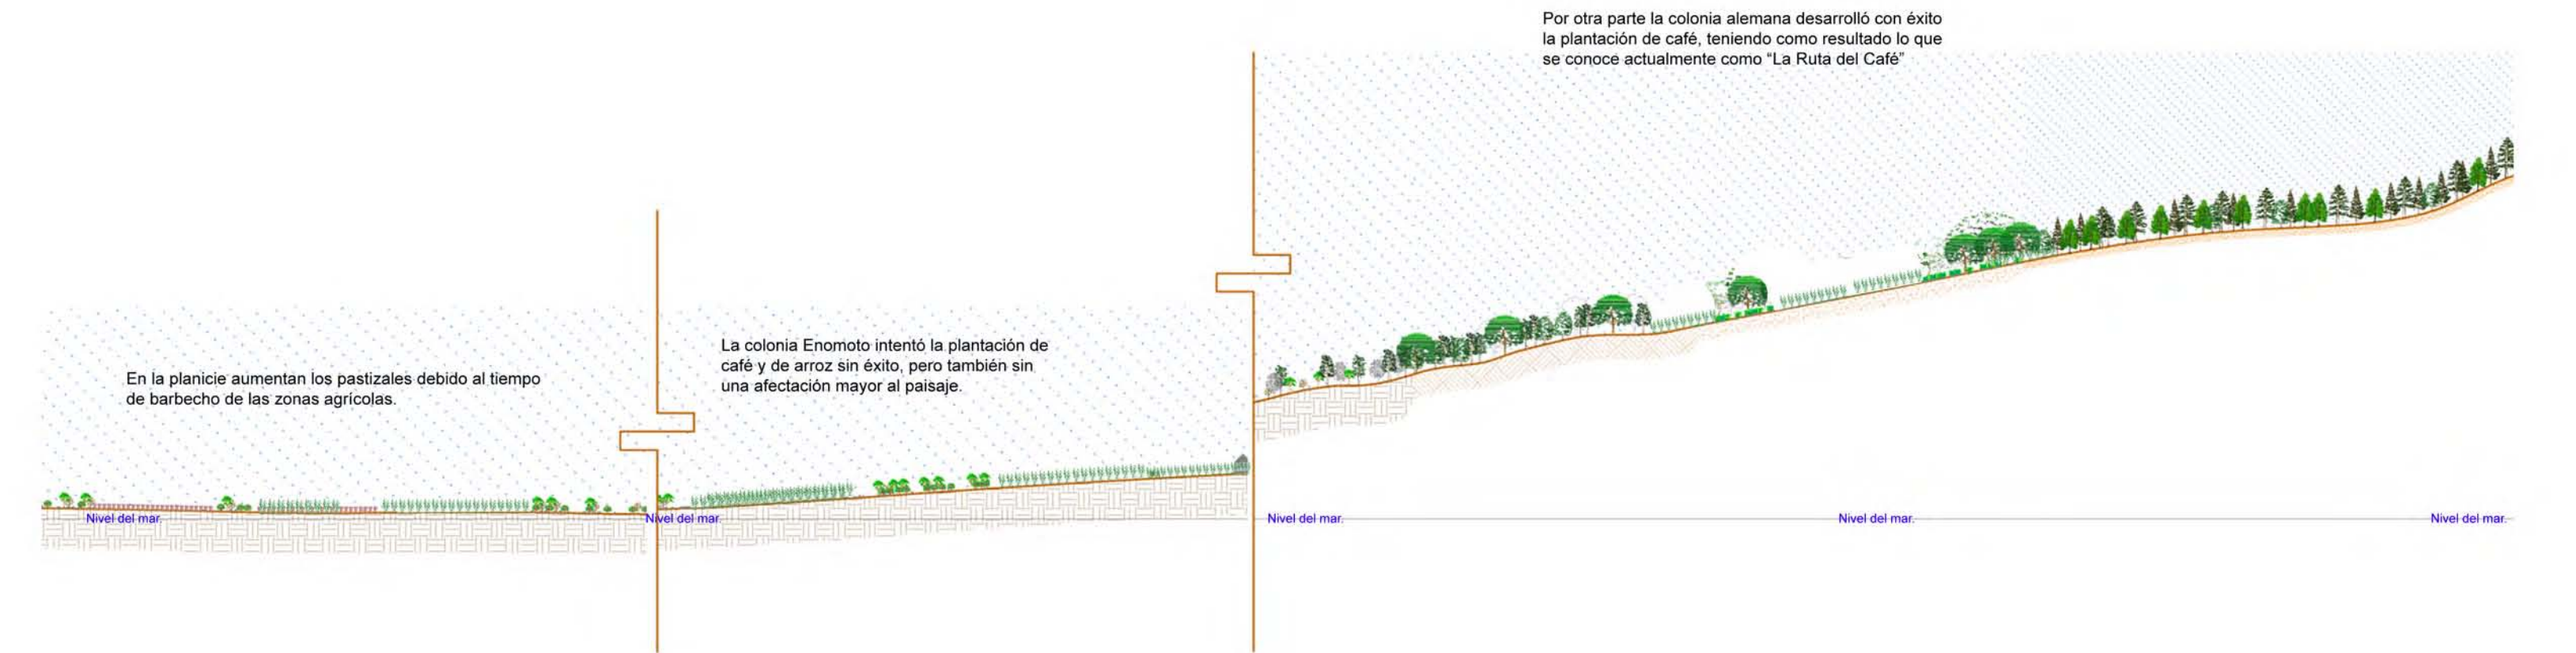 Por otra parte la colonia alemana desarrolló con éxito
la plantación de café, teniendo como resultado lo que
se conoce actualmente como “La Ruta del Café”
La colonia Enomoto intentó la plantación de
café y de arroz sin éxito, pero también sin
una afectación mayor al paisaje.
En la planicie aumentan los pastizales debido al tiempo
de barbecho de las zonas agrícolas.
Nivel del mar.
Nivel del mar.
Nivel del mar.
Nivel del mar.
Nivel del mar.